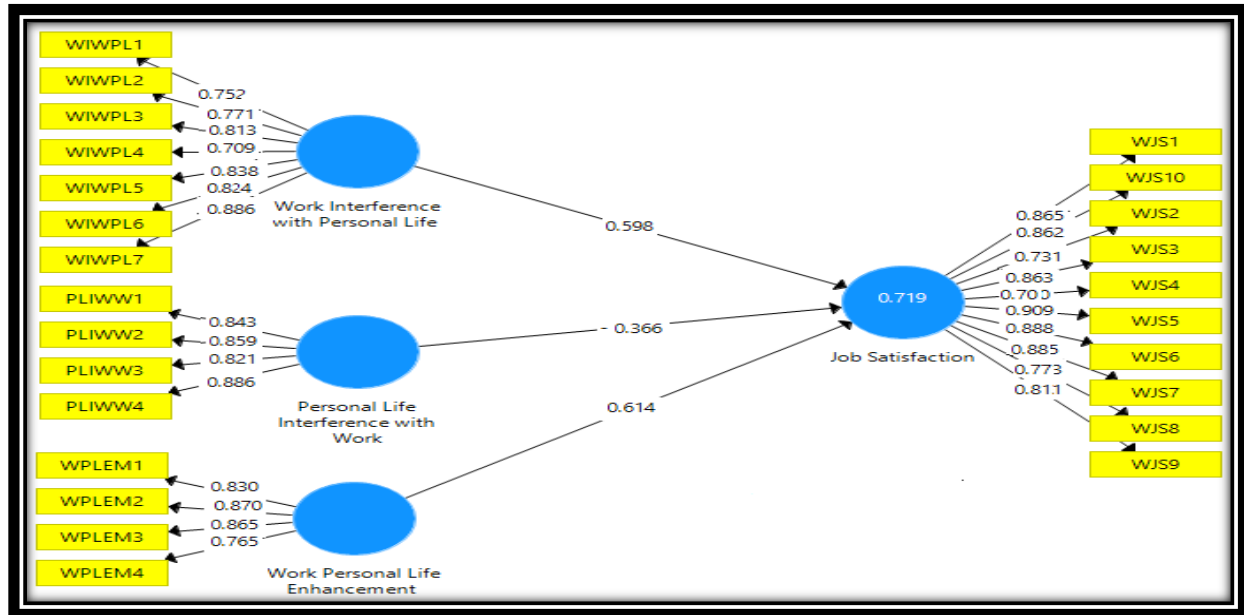 WIWPL1
WIWPL2
WIWPL3
WIWPL4
WIWPL5
WIWPL6
WIWPL7
0.752
0.771
0.813
0.709
0.838
0.824
0.886
Work Interference
with Personal Life
PLIWW1
PLIWW2
PLIWW3
PLIWW4
0.843
0.859
0.821
0.886
Personal Life
Interference with
Work
WPLEM1
WPLEM2
WPLEM3
WPLEM4
0.830
0.870
0.865
0.765
Work Personal Life
Enhancement
0.598
- 0.366
0.614
0.719
Job Satisfaction
0.865
0.862
0.731
0.863
0.700
0.909
0.888
0.885
0.773
0.811
WJS1
WJS10
WJS2
WJS3
WJS4
WJS5
WJS6
WJS7
WJS8
WJS9